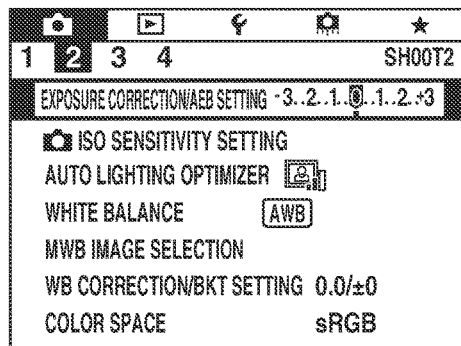 1 2 3 4 SH00T2
EXPOSURE CORRECTION/AEB SETTING -3..2..1..0..1..2..+3
ISO SENSITIVITY SETTING
AUTO LIGHTING OPTIMIZER
WHITE BALANCE AWB
MWB IMAGE SELECTION
WB CORRECTION/BKT SETTING 0.0/±0
COLOR SPACE sRGB